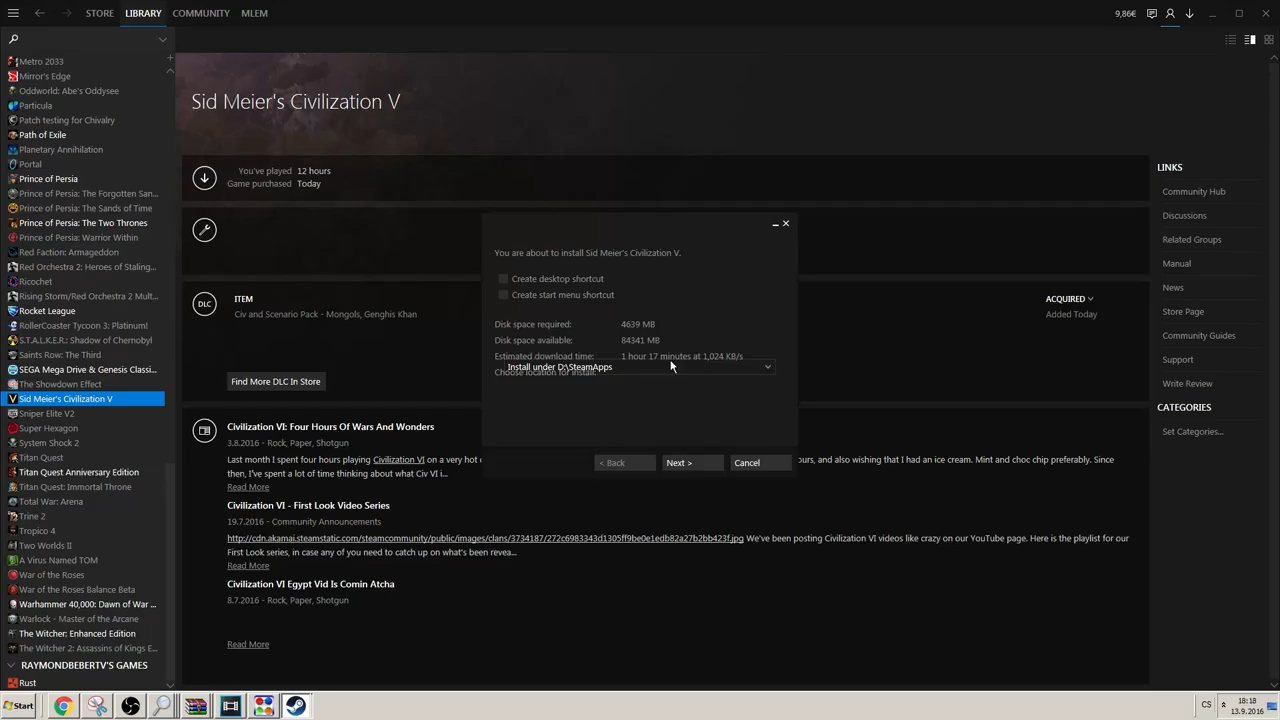 STORE LIBRARY COMMUNITY MLEM
9,86€
Metro 2033
Mirror's Edge
Oddworld: Abe's Oddysee
Particula
Patch testing for Chivalry
Path of Exile
Planetary Annihilation
Portal
Prince of Persia
Prince of Persia: The Forgotten San...
Prince of Persia: The Sands of Time
Prince of Persia: The Two Thrones
Prince of Persia: Warrior Within
Red Faction: Armageddon
Red Orchestra 2: Heroes of Staling...
Ricochet
Rising Storm/Red Orchestra 2 Mult...
Rocket League
RollerCoaster Tycoon 3: Platinum!
S.T.A.L.K.E.R.: Shadow of Chernobyl
Saints Row: The Third
SEGA Mega Drive & Genesis Classi...
The Showdown Effect
Sid Meier's Civilization V
Sniper Elite V2
Super Hexagon
System Shock 2
Titan Quest
Titan Quest Anniversary Edition
Titan Quest: Immortal Throne
Total War: Arena
Trine 2
Tropico 4
Two Worlds II
A Virus Named TOM
War of the Roses
War of the Roses Balance Beta
Warhammer 40,000: Dawn of War ...
Warlock - Master of the Arcane
The Witcher: Enhanced Edition
The Witcher 2: Assassins of Kings E...
RAYMONDBEBERTV'S GAMES
Rust
Sid Meier's Civilization V
You've played 12 hours
Game purchased Today
DLC ITEM
ACQUIRED
Civ and Scenario Pack - Mongols, Genghis Khan
Added Today
Find More DLC In Store
You are about to install Sid Meier's Civilization V.
Create desktop shortcut
Create start menu shortcut
Disk space required: 4639 MB
Disk space available: 84341 MB
Estimated download time: 1 hour 17 minutes at 1,024 KB/s
Install under D:\SteamApps
Choose location for install:
< Back Next > Cancel
Civilization VI: Four Hours Of Wars And Wonders
3.8.2016 - Rock, Paper, Shotgun
Last month I spent four hours playing Civilization VI on a very hot d
ours, and also wishing that I had an ice cream. Mint and choc chip preferably. Since
then, I've spent a lot of time thinking about what Civ VI i...
Read More
Civilization VI - First Look Video Series
19.7.2016 - Community Announcements
http://cdn.akamai.steamstatic.com/steamcommunity/public/images/clans/3734187/272c6983343d1305ff9be0e1edb82a27b2bb423f.jpg We've been posting Civilization VI videos like crazy on our YouTube page. Here is the playlist for
our First Look series, in case any of you need to catch up on what's been revea...
Read More
Civilization VI Egypt Vid Is Comin Atcha
8.7.2016 - Rock, Paper, Shotgun
Read More
LINKS
Community Hub
Discussions
Related Groups
Manual
News
Store Page
Community Guides
Support
Write Review
CATEGORIES
Set Categories...
Start
CS
18:18
13.9.2016